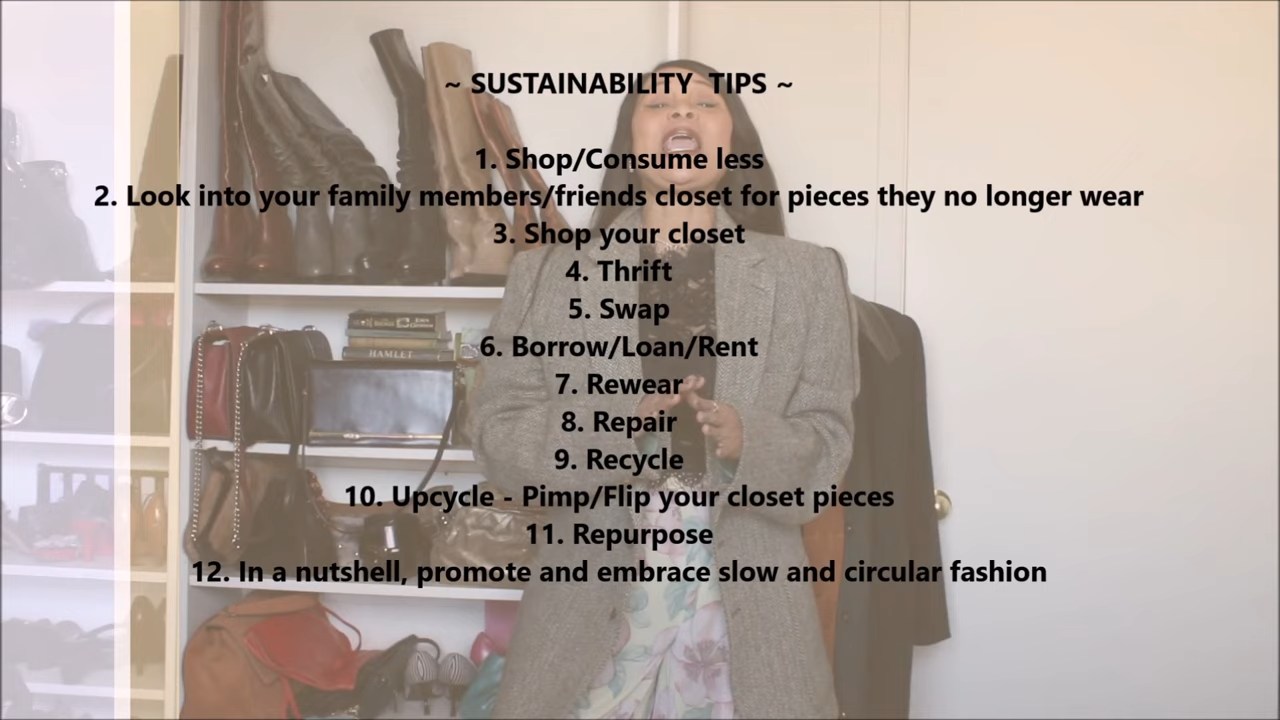 ~ SUSTAINABILITY TIPS ~
1. Shop/Consume less
2. Look into your family members/friends closet for pieces they no longer wear
3. Shop your closet
4. Thrift
5. Swap
6. Borrow/Loan/Rent
7. Rewear
8. Repair
9. Recycle
10. Upcycle - Pimp/Flip your closet pieces
11. Repurpose
12. In a nutshell, promote and embrace slow and circular fashion
HAMLET